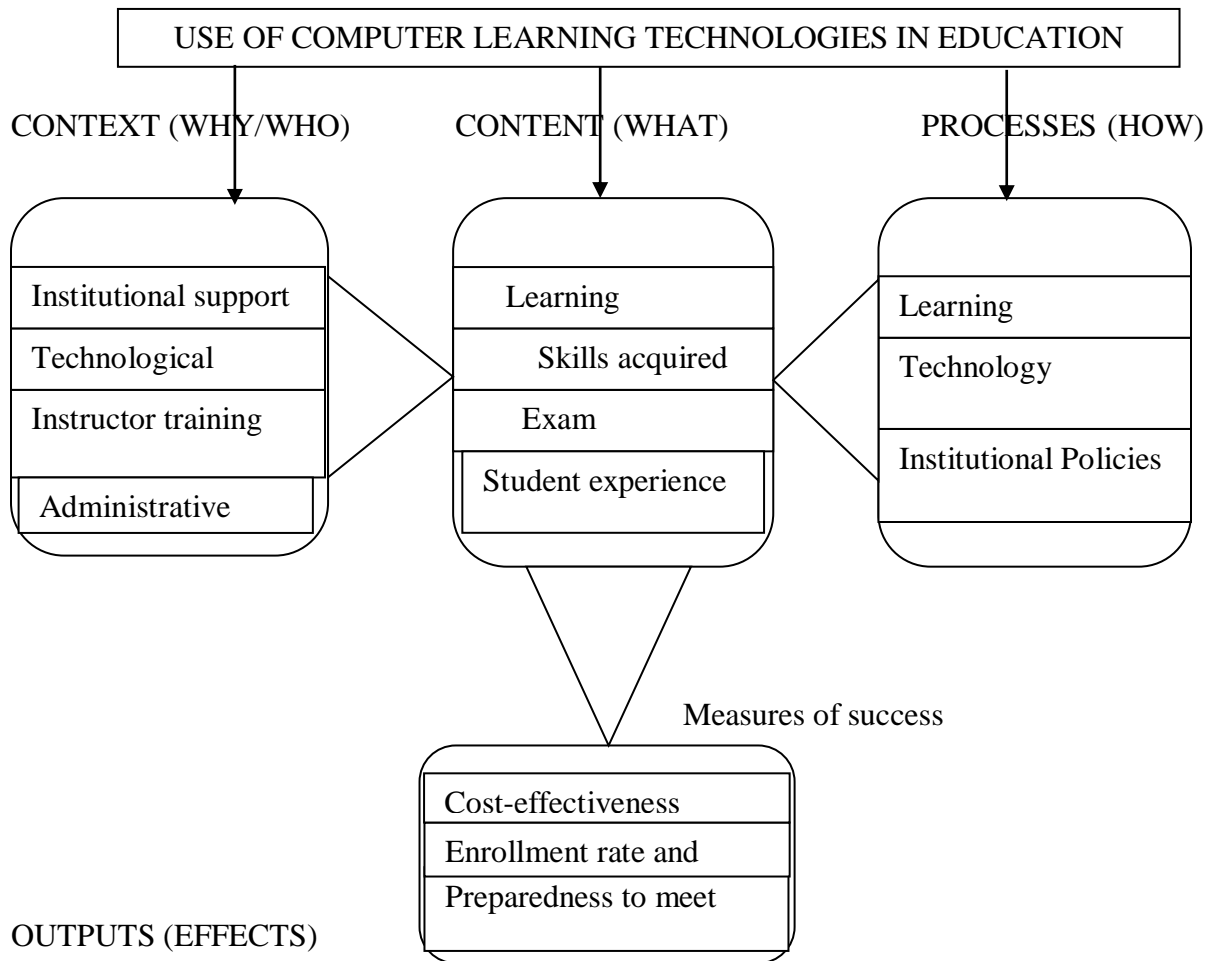 USE OF COMPUTER LEARNING TECHNOLOGIES IN EDUCATION
CONTEXT (WHY/WHO)
CONTENT (WHAT)
PROCESSES (HOW)
Institutional support
Technological
Instructor training
Administrative
Learning
Skills acquired
Exam
Student experience
Learning
Technology
Institutional Policies
Measures of success
Cost-effectiveness
Enrollment rate and
Preparedness to meet
OUTPUTS (EFFECTS)